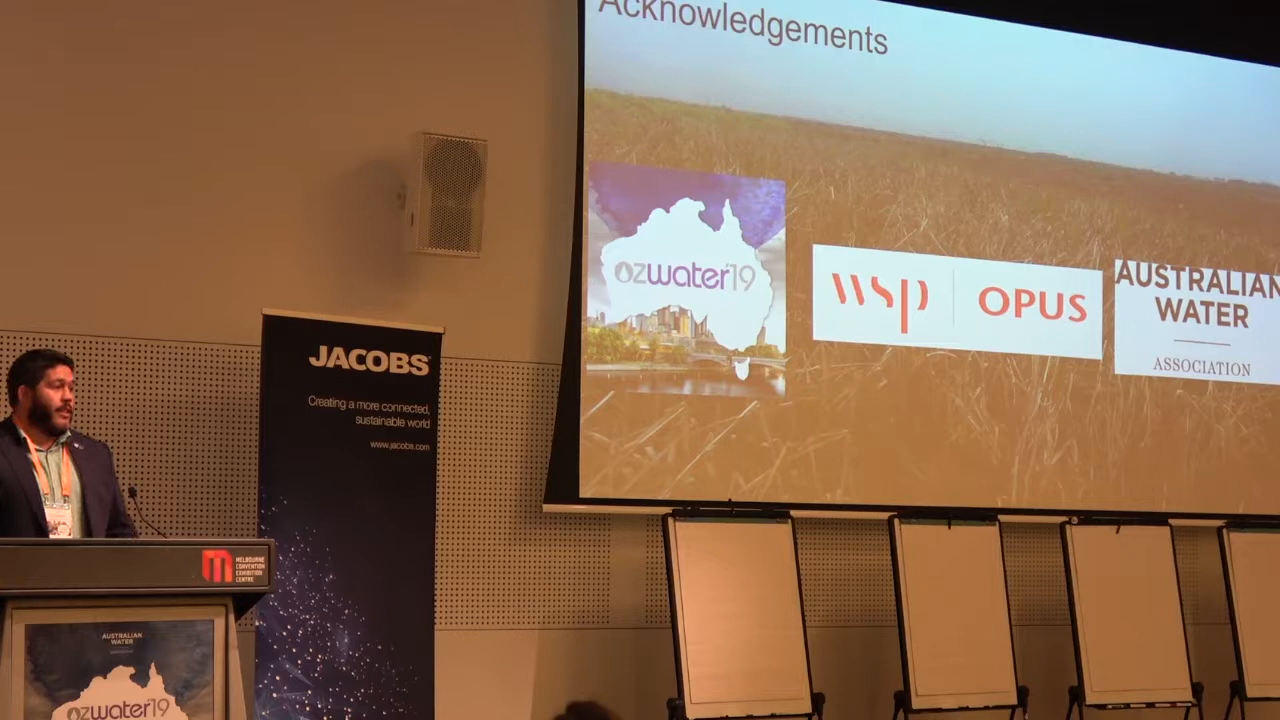 Acknowledgements
ozwater'19
wsp
OPUS
AUSTRALIAN
WATER
ASSOCIATION
JACOBS
Creating a more connected,
sustainable world
www.jacobs.com
MELBOURNE
CONVENTION
EXHIBITION
CENTRE
AUSTRALIAN
WATER
ozwater'19